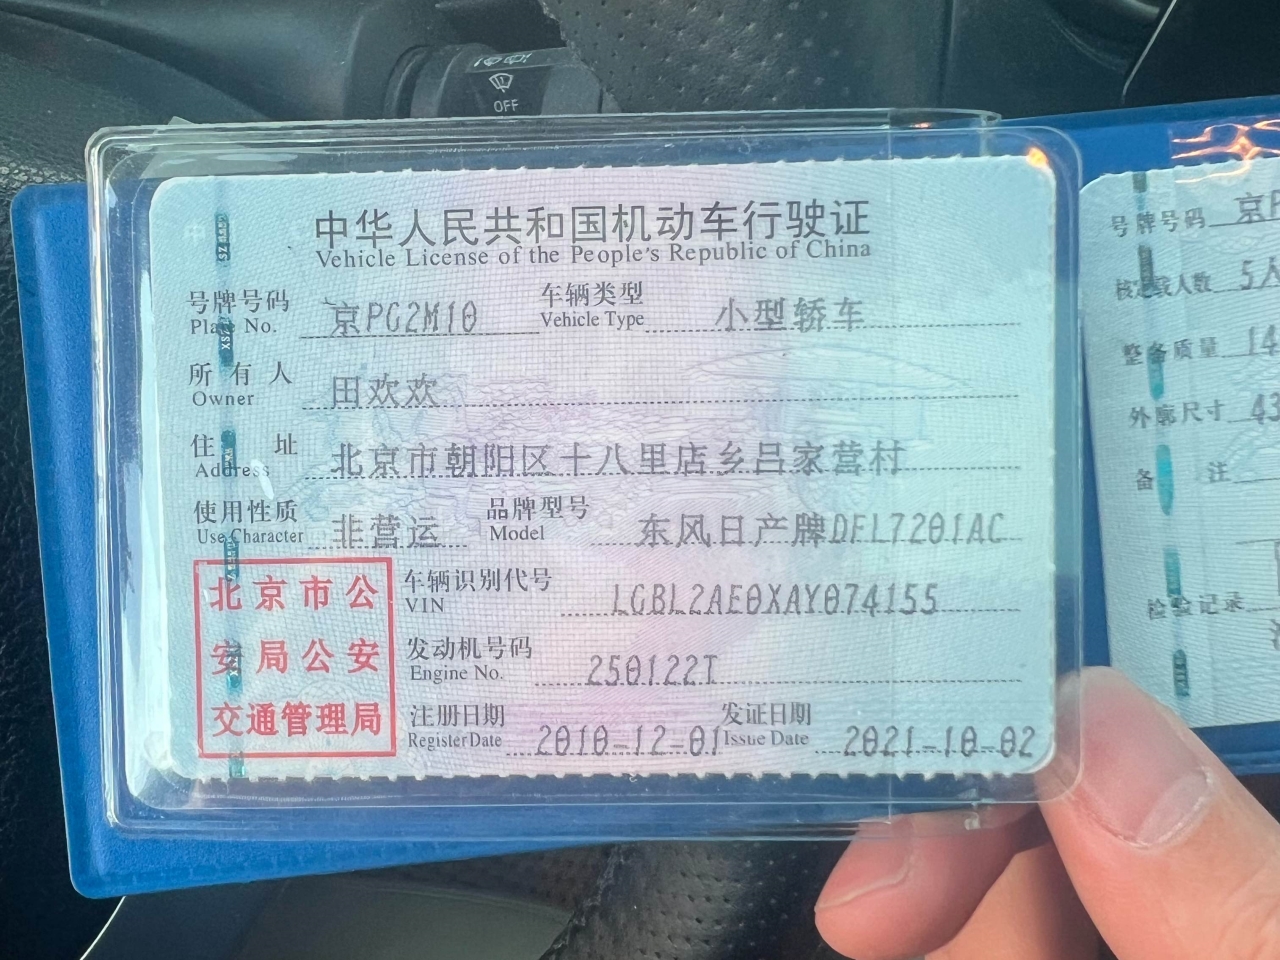 OFF
中华人民共和国机动车行驶证
Vehicle License of the People's Republic of China
号牌号码 京PG2M10 车辆类型 小型轿车
Plate No. Vehicle Type
所有人 田欢欢
Owner
住址 北京市朝阳区十八里店乡吕家营村
Address
使用性质 非营运 品牌型号 东风日产牌DFL7201AC
Use Character Model
北京市公
安局公安
交通管理局
车辆识别代号 LGBL2AE0XAY074155
VIN
发动机号码 250122T
Engine No.
注册日期 2010-12-01 发证日期 2021-10-02
Register Date Issue Date
号牌号码 京
核定载人数 5人
整备质量 14
外廓尺寸 43
备注
检验记录